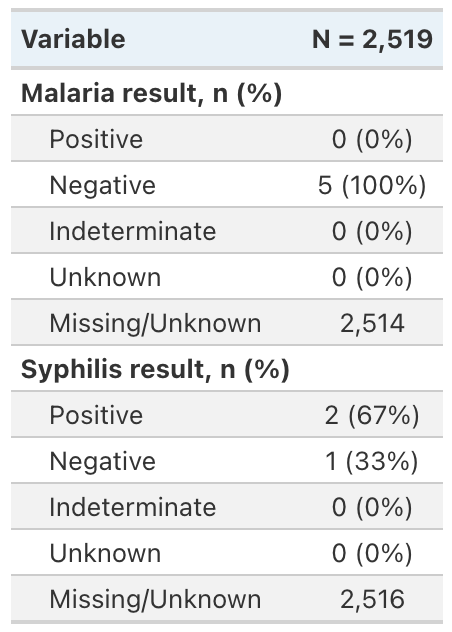 Variable N = 2,519
Malaria result, n (%)
Positive 0 (0%)
Negative 5 (100%)
Indeterminate 0 (0%)
Unknown 0 (0%)
Missing/Unknown 2,514
Syphilis result, n (%)
Positive 2 (67%)
Negative 1 (33%)
Indeterminate 0 (0%)
Unknown 0 (0%)
Missing/Unknown 2,516